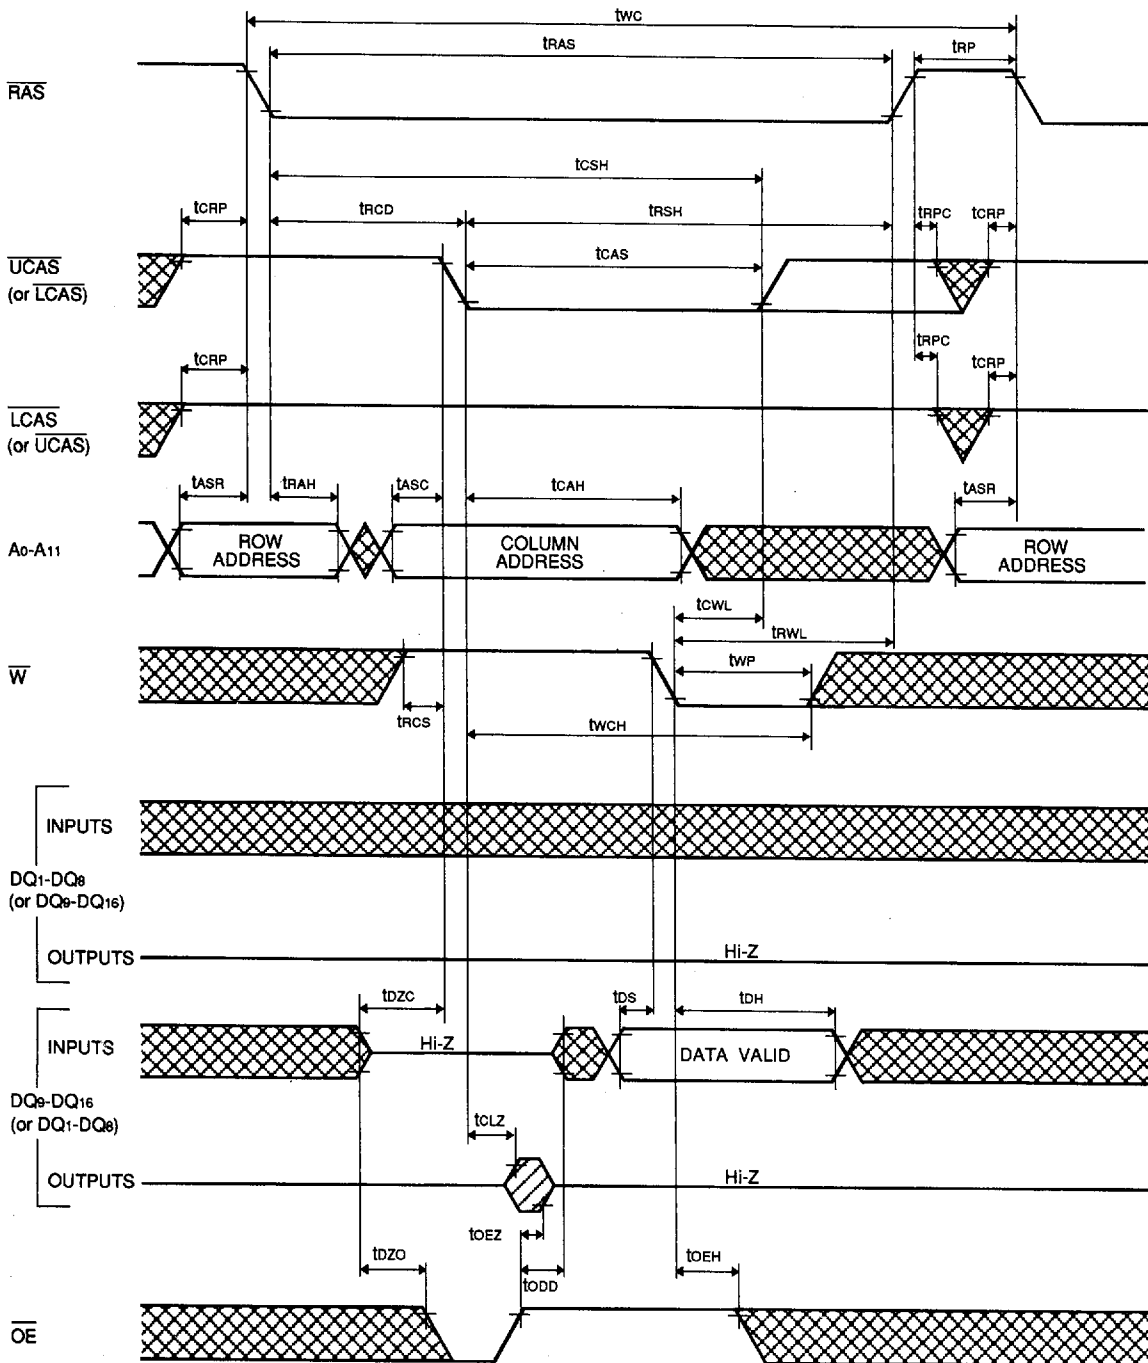 tWC
tRAS
tRP
RAS
tCSH
tCRP
tRCD
tRSH
tRPC
tCRP
UCAS
(or LCAS)
tCAS
tRPC
tCRP
tCRP
LCAS
(or UCAS)
tASR
tRAH
tASC
tCAH
tASR
A0-A11
ROW
ADDRESS
COLUMN
ADDRESS
ROW
ADDRESS
tCWL
tRWL
W
tWP
tRCS
tWCH
INPUTS
DQ1-DQ8
(or DQ9-DQ16)
OUTPUTS
Hi-Z
tDZC
tDS
tDH
INPUTS
Hi-Z
DATA VALID
DQ9-DQ16
(or DQ1-DQ8)
tCLZ
OUTPUTS
Hi-Z
tOEZ
tDZO
tODD
tOEH
OE